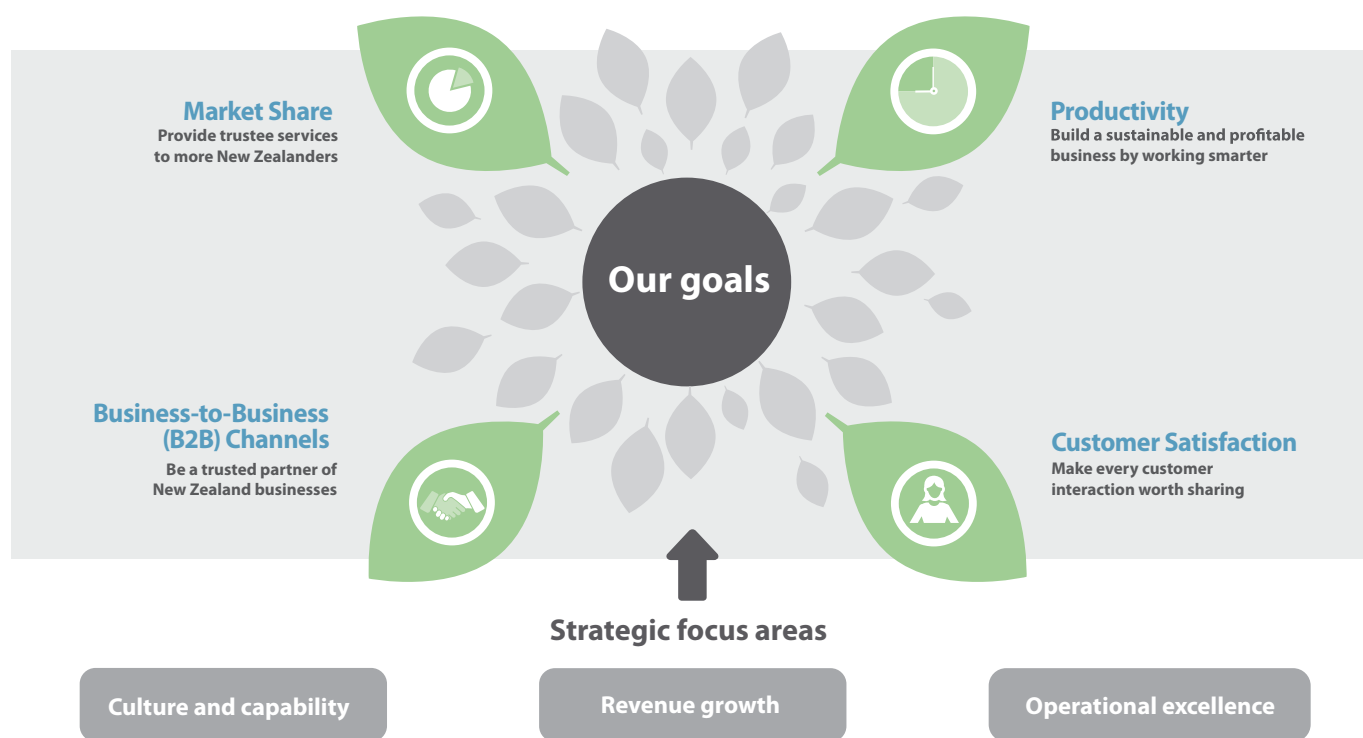 Market Share
Provide trustee services
to more New Zealanders
Productivity
Build a sustainable and profitable
business by working smarter
Our goals
Business-to-Business
(B2B) Channels
Be a trusted partner of
New Zealand businesses
Customer Satisfaction
Make every customer
interaction worth sharing
Strategic focus areas
Culture and capability
Revenue growth
Operational excellence